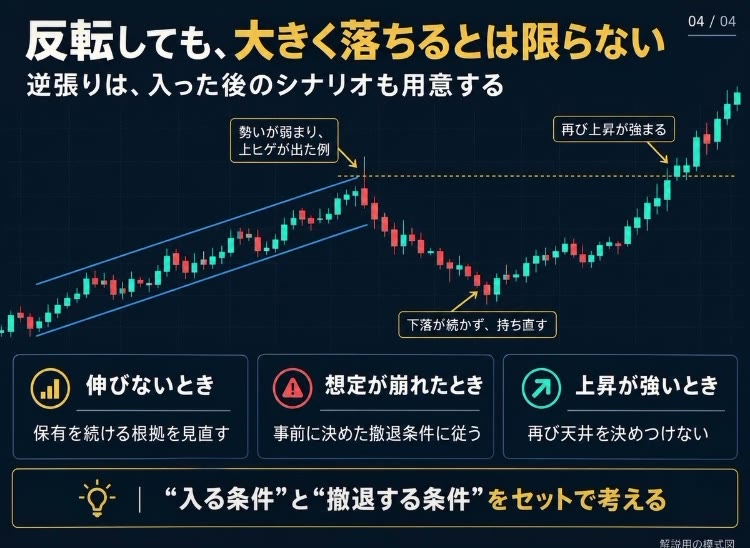 反転しても、大きく落ちるとは限らない
04 / 04
逆張りは、入った後のシナリオも用意する
勢いが弱まり、
上ヒゲが出た例
再び上昇が強まる
下落が続かず、持ち直す
伸びないとき
保有を続ける根拠を見直す
想定が崩れたとき
事前に決めた撤退条件に従う
上昇が強いとき
再び天井を決めつけない
“入る条件”と“撤退する条件”をセットで考える
解説用の模式図